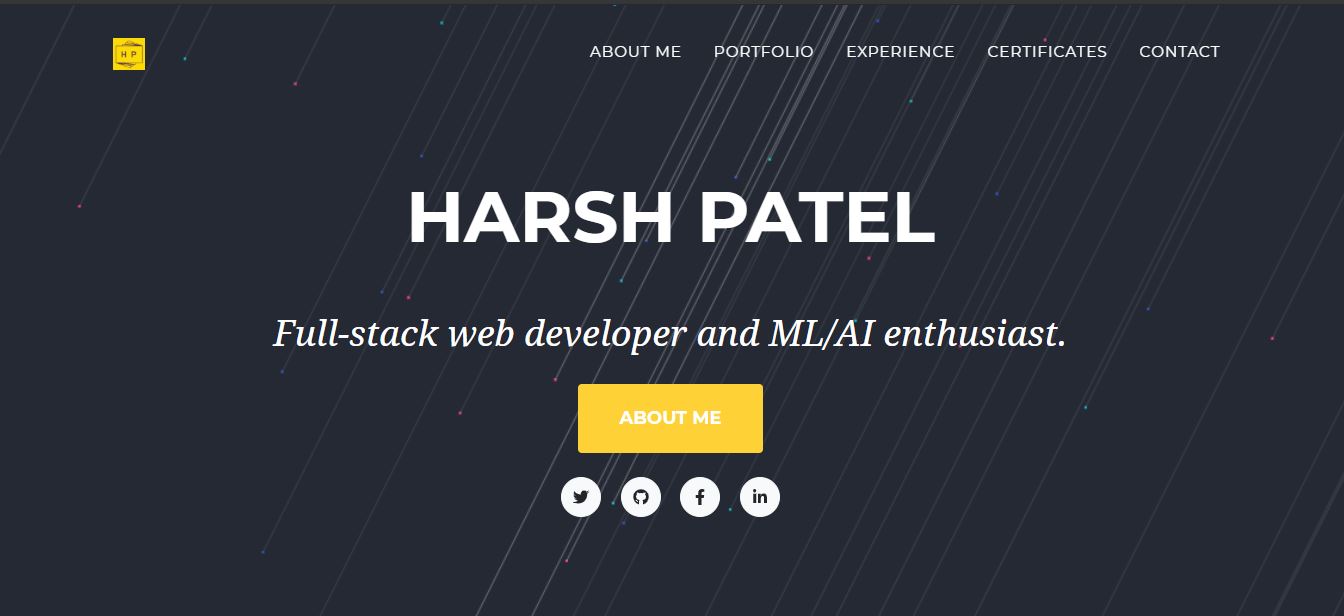 H P
ABOUT ME PORTFOLIO EXPERIENCE CERTIFICATES CONTACT
HARSH PATEL
Full-stack web developer and ML/AI enthusiast.
ABOUT ME